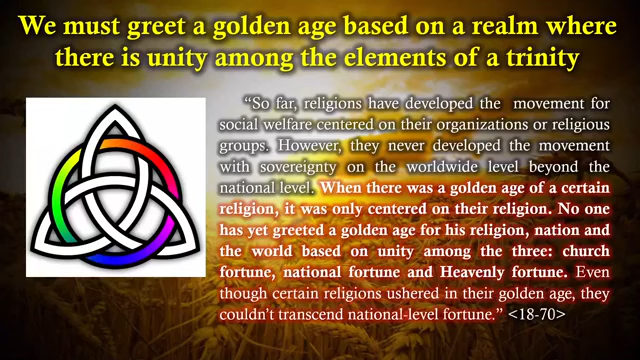 We must greet a golden age based on a realm where
there is unity among the elements of a trinity
“So far, religions have developed the movement for
social welfare centered on their organizations or religious
groups. However, they never developed the movement
with sovereignty on the worldwide level beyond the
national level. When there was a golden age of a certain
religion, it was only centered on their religion. No one
has yet greeted a golden age for his religion, nation and
the world based on unity among the three: church
fortune, national fortune and Heavenly fortune. Even
though certain religions ushered in their golden age, they
couldn’t transcend national-level fortune.” <18-70>